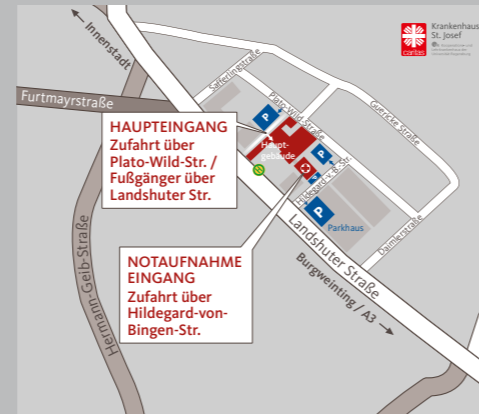 Innenstadt
Krankenhaus
St. Josef
caritas
Safferlingstraße
Furtmayrstraße
Plato-Wild-Straße
Guericke Straße
P
HAUPTEINGANG
Zufahrt über
Plato-Wild-Str. /
Fußgänger über
Landshuter Str.
Haupt-
gebäude
P
Hildegard-v.-B.-Str.
P
Parkhaus
Daimlerstraße
Landshuter Straße
Hermann-Geib-Straße
NOTAUFNAHME
EINGANG
Zufahrt über
Hildegard-von-
Bingen-Str.
Burgweinting / A3